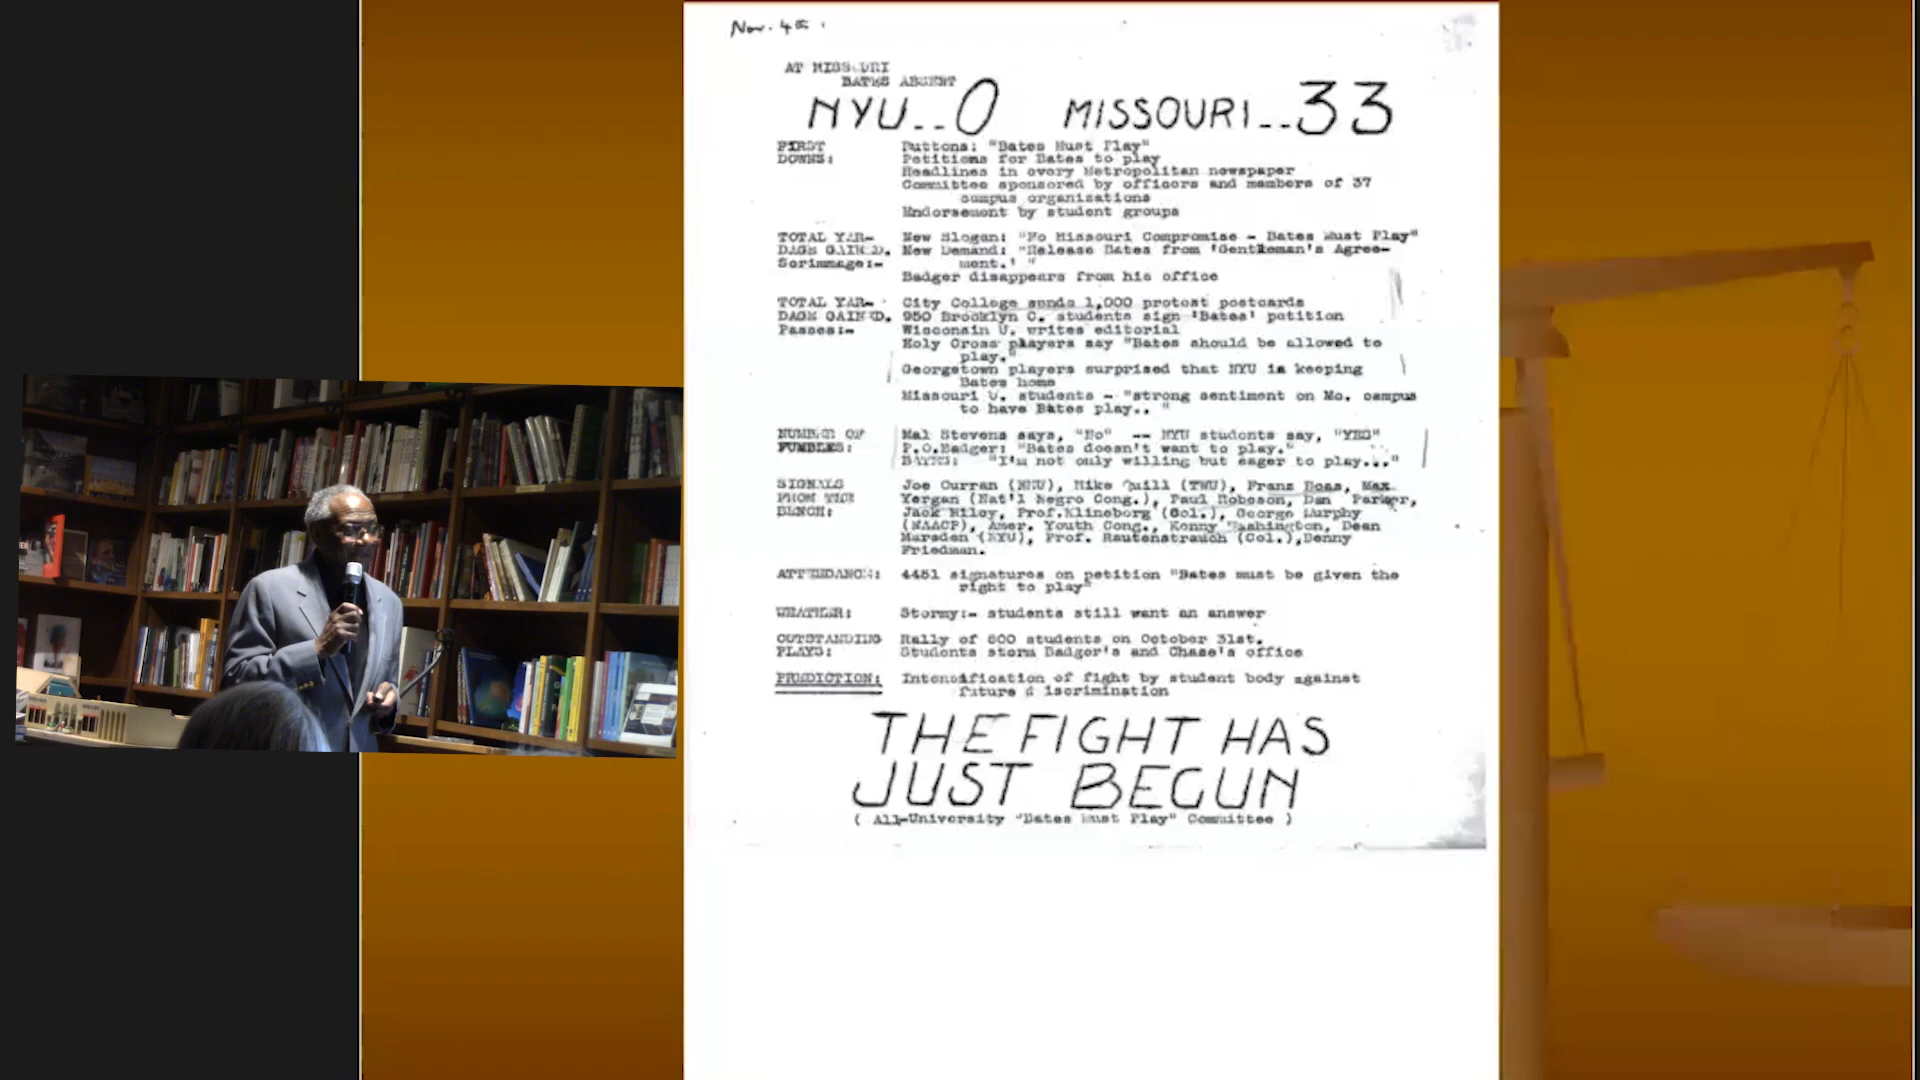 Nov. 4th.
AT MISSOURI
BATES ABSENT
NYU--0 MISSOURI--33
FIRST DOWNS: Buttons: "Bates Must Play"
Petitions for Bates to play
Headlines in every Metropolitan newspaper
Committee sponsored by officers and members of 37
campus organizations
Endorsement by student groups
TOTAL YAR- New Slogan: "No Missouri Compromise - Bates Must Play"
DAGE GAINED. New Demand: "Release Bates from 'Gentleman's Agree-
Scrimmage:- ment.' "
Badger disappears from his office
TOTAL YAR- City College sends 1,000 protest postcards
DAGE GAINED. 950 Brooklyn C. students sign 'Bates' petition
Passes:- Wisconsin U. writes editorial
Holy Cross players say "Bates should be allowed to
play."
Georgetown players surprised that NYU is keeping
Bates home
Missouri U. students - "strong sentiment on Mo. campus
to have Bates play.. "
NUMBER OF Mal Stevens says, "No" -- NYU students say, "YES"
FUMBLES: P.O.Badger: "Bates doesn't want to play."
BATES: "I'm not only willing but eager to play..."
SIGNALS Joe Curran (NMU), Mike Quill (TWU), Franz Boas, Max
FROM THE Yergan (Nat'l Negro Cong.), Paul Robeson, Dan Parker,
BENCH: Jack Riley, Prof.Klineberg (Col.), George Murphy
(NAACP), Amer. Youth Cong., Kenny Washington, Dean
Marsden (NYU), Prof. Rautenstrauch (Col.),Benny
Friedman.
ATTENDANCE: 4451 signatures on petition "Bates must be given the
right to play"
WEATHER: Stormy:- students still want an answer
OUTSTANDING Rally of 600 students on October 31st.
PLAYS: Students storm Badger's and Chase's office
PREDICTION: Intensification of fight by student body against
future discrimination
THE FIGHT HAS
JUST BEGUN
( All-University "Bates Must Play" Committee )